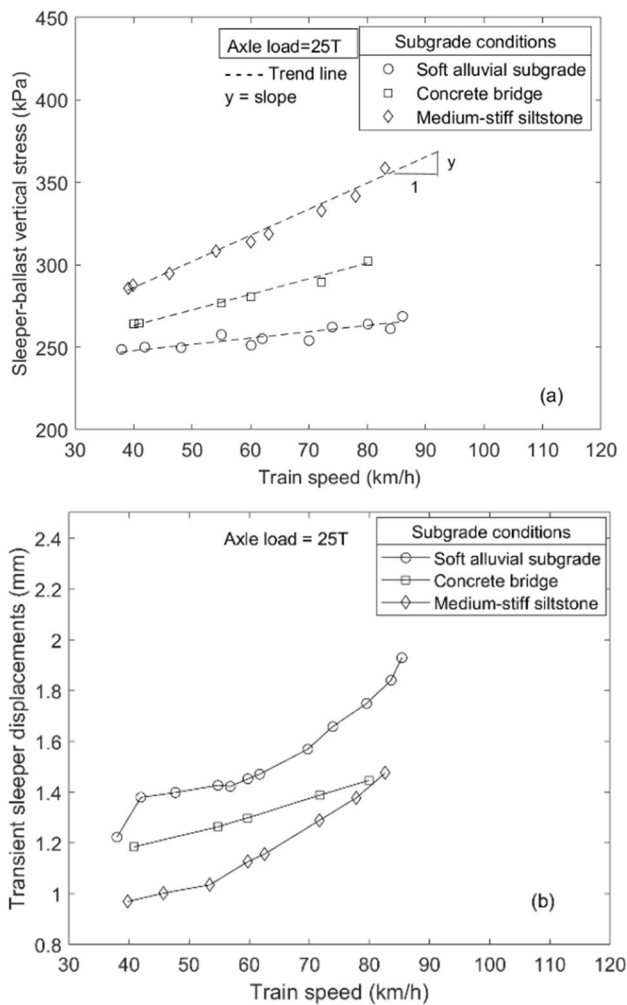 450
400
350
300
250
200
Sleeper-ballast vertical stress (kPa)
Axle load=25T
Trend line
y = slope
Subgrade conditions
Soft alluvial subgrade
Concrete bridge
Medium-stiff siltstone
y
1
(a)
30 40 50 60 70 80 90 100 110 120
Train speed (km/h)
2.4
2.2
2
1.8
1.6
1.4
1.2
1
0.8
Transient sleeper displacements (mm)
Axle load = 25T
Subgrade conditions
Soft alluvial subgrade
Concrete bridge
Medium-stiff siltstone
(b)
30 40 50 60 70 80 90 100 110 120
Train speed (km/h)